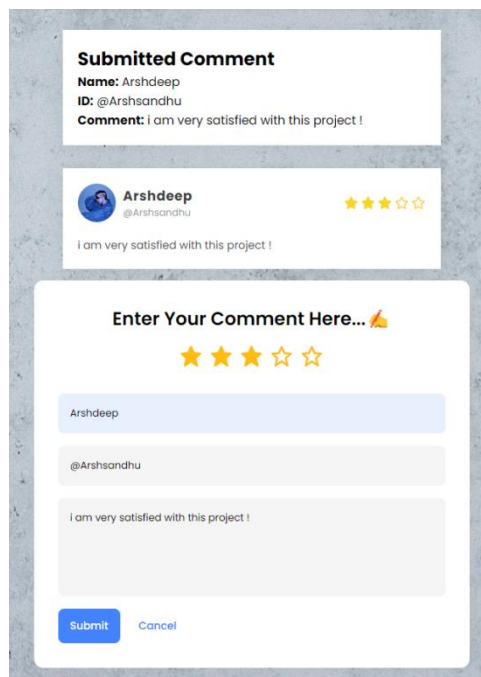 Submitted Comment
Name: Arshdeep
ID: @Arshsandhu
Comment: i am very satisfied with this project !
Arshdeep
@Arshsandhu
i am very satisfied with this project !
Enter Your Comment Here...✍️
Arshdeep
@Arshsandhu
i am very satisfied with this project !
Submit
Cancel